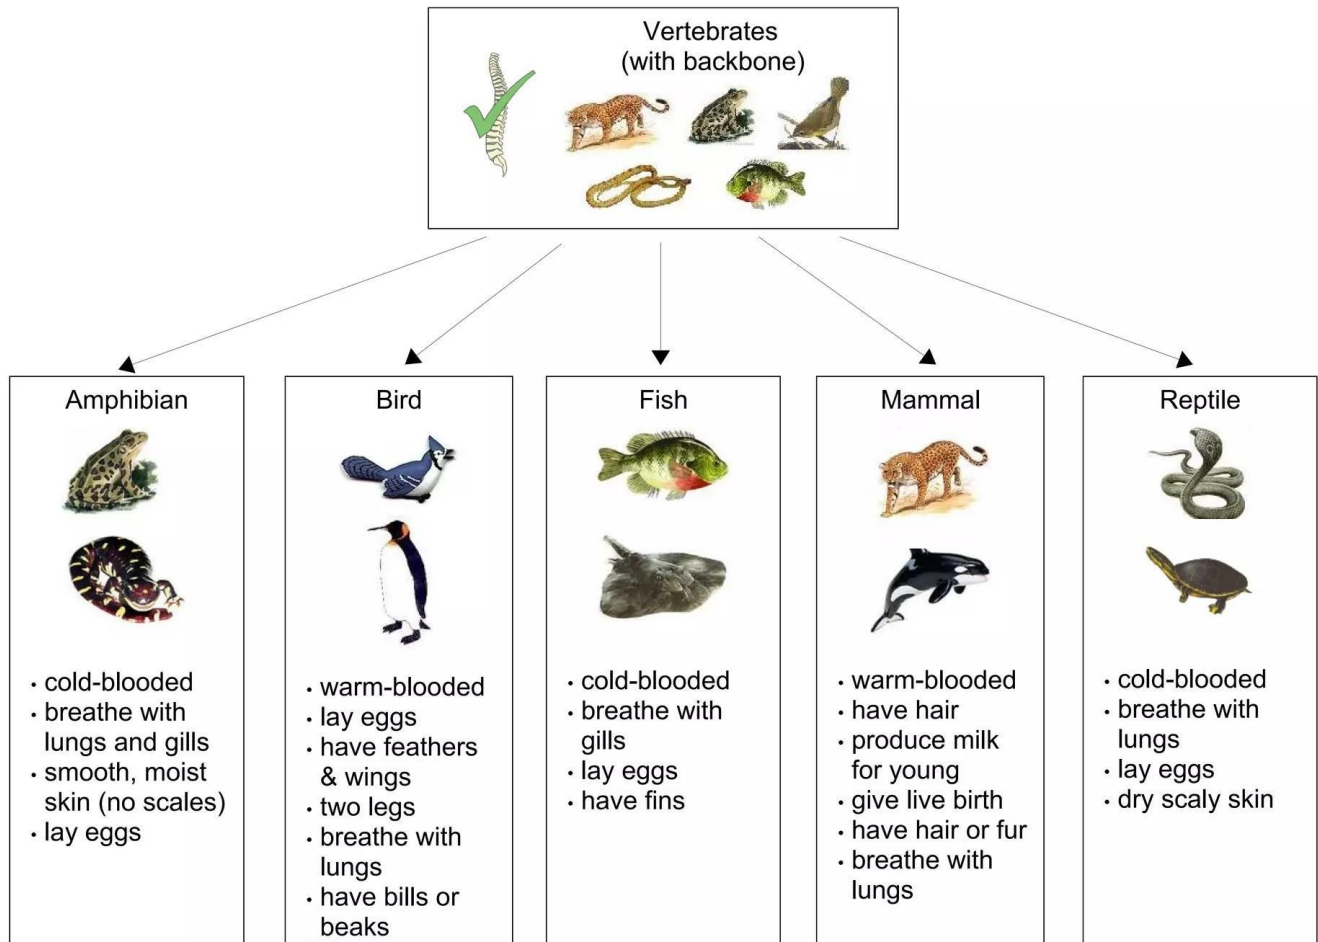 Vertebrates
(with backbone)
Amphibian
· cold-blooded
· breathe with
lungs and gills
· smooth, moist
skin (no scales)
· lay eggs
Bird
· warm-blooded
· lay eggs
· have feathers
& wings
· two legs
· breathe with
lungs
· have bills or
beaks
Fish
· cold-blooded
· breathe with
gills
· lay eggs
· have fins
Mammal
· warm-blooded
· have hair
· produce milk
for young
· give live birth
· have hair or fur
· breathe with
lungs
Reptile
· cold-blooded
· breathe with
lungs
· lay eggs
· dry scaly skin